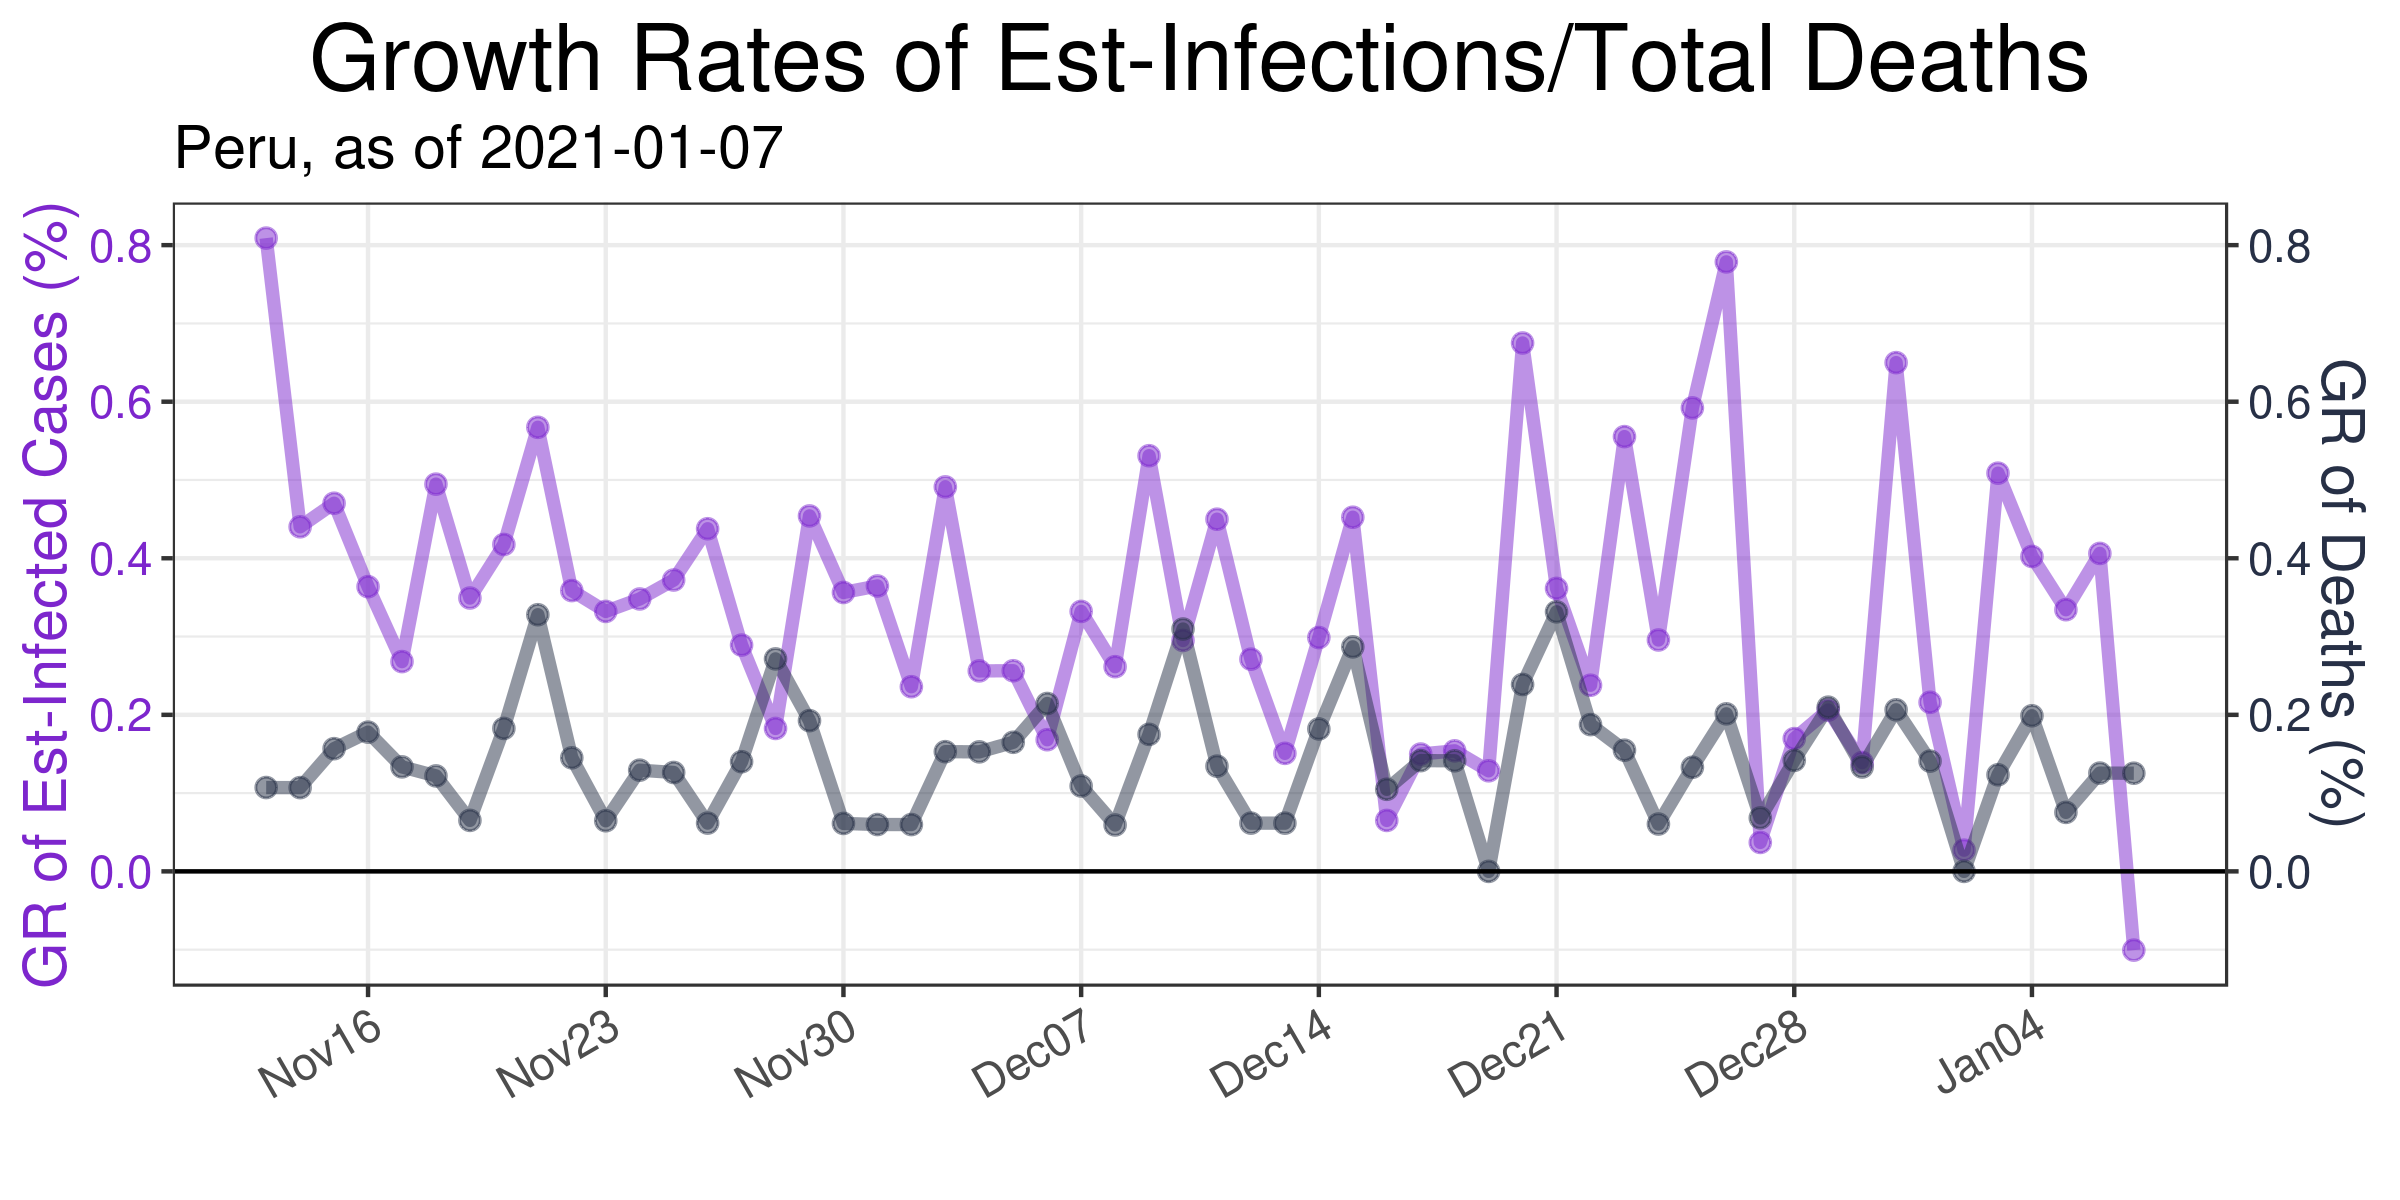 Growth Rates of Est-Infections/Total Deaths
Peru, as of 2021-01-07
GR of Est-Infected Cases (%)
0.8
0.6
0.4
0.2
0.0
0.8
0.6
0.4
0.2
0.0
GR of Deaths (%)
Nov16
Nov23
Nov30
Dec07
Dec14
Dec21
Dec28
Jan04